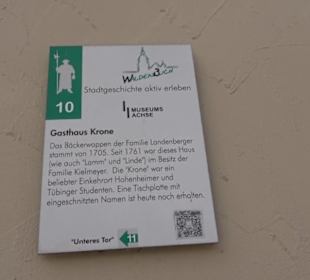 Stadtgeschichte aktiv erleben
10
MUSEUMS
ACHSE
Gasthaus Krone
Das Bäckerwappen der Familie Landenberger
stammt von 1705. Seit 1761 war dieses Haus
(wie auch "Lamm" und "Linde") im Besitz der
Familie Kielmeyer. Die "Krone" war ein
beliebter Einkehrort Hohenheimer und
Tübinger Studenten. Eine Tischplatte mit
eingeschnitzten Namen ist heute noch erhalten.
"Unteres Tor" 11